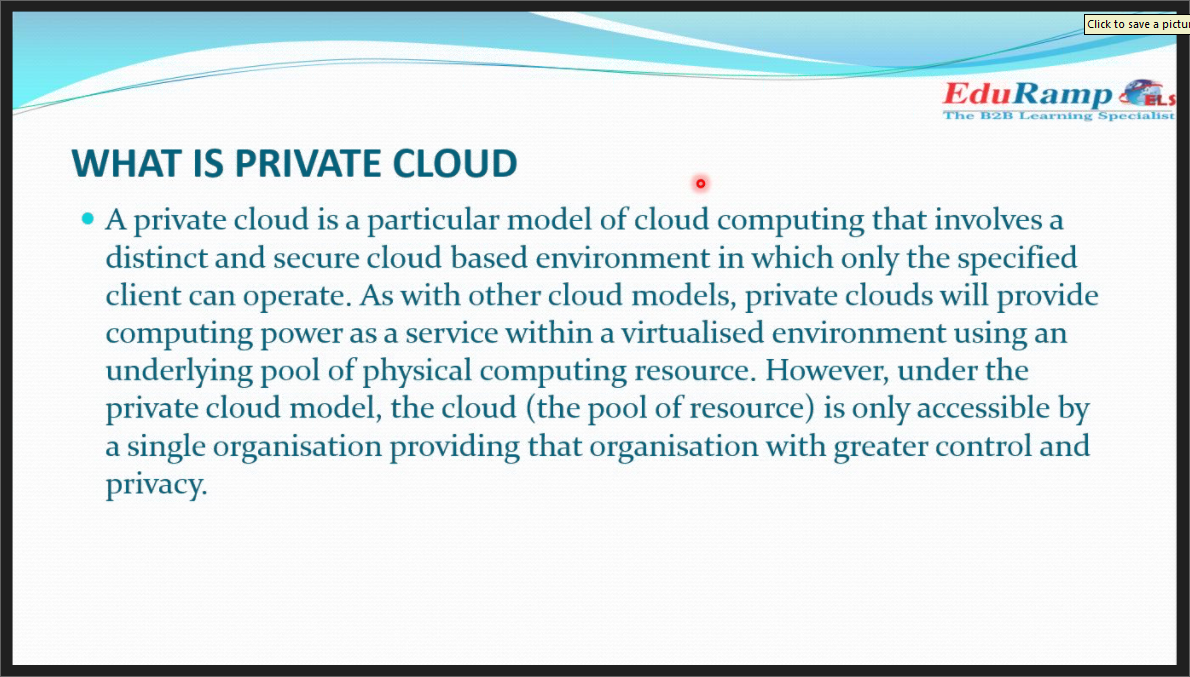 Click to save a pictu
EduRamp
ELS
The B2B Learning Specialist
WHAT IS PRIVATE CLOUD
A private cloud is a particular model of cloud computing that involves a
distinct and secure cloud based environment in which only the specified
client can operate. As with other cloud models, private clouds will provide
computing power as a service within a virtualised environment using an
underlying pool of physical computing resource. However, under the
private cloud model, the cloud (the pool of resource) is only accessible by
a single organisation providing that organisation with greater control and
privacy.